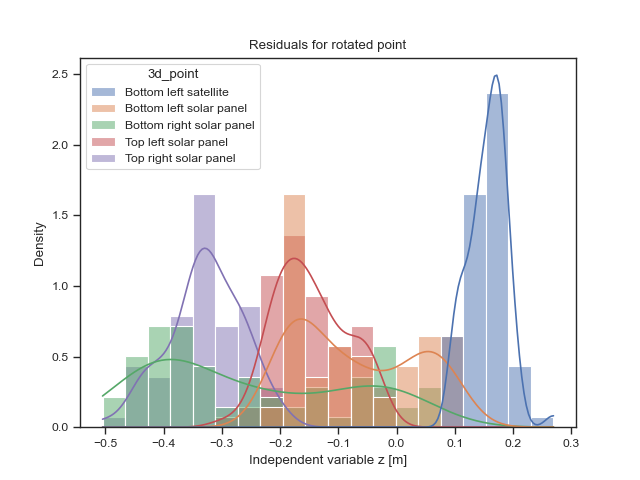 Residuals for rotated point
3d_point
Bottom left satellite
Bottom left solar panel
Bottom right solar panel
Top left solar panel
Top right solar panel
Density
2.5
2.0
1.5
1.0
0.5
0.0
−0.5 −0.4 −0.3 −0.2 −0.1 0.0 0.1 0.2 0.3
Independent variable z [m]